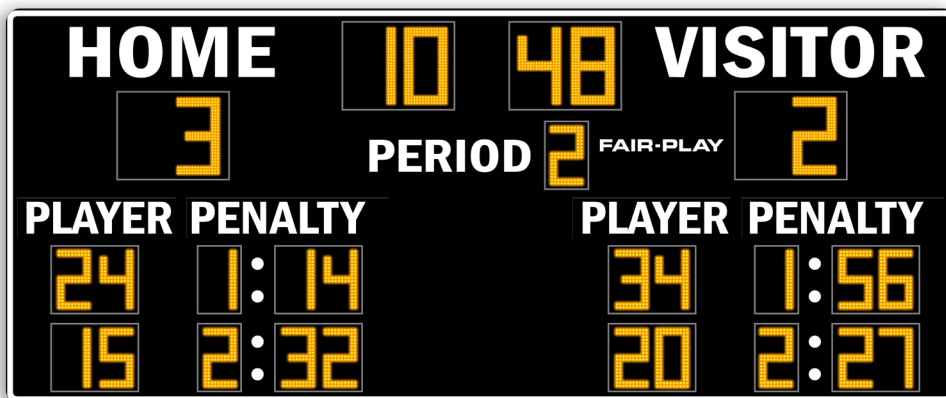 HOME 10 48 VISITOR
3 2
PERIOD 2 FAIR-PLAY
PLAYER PENALTY PLAYER PENALTY
24 1:14 34 1:56
15 2:32 20 2:27